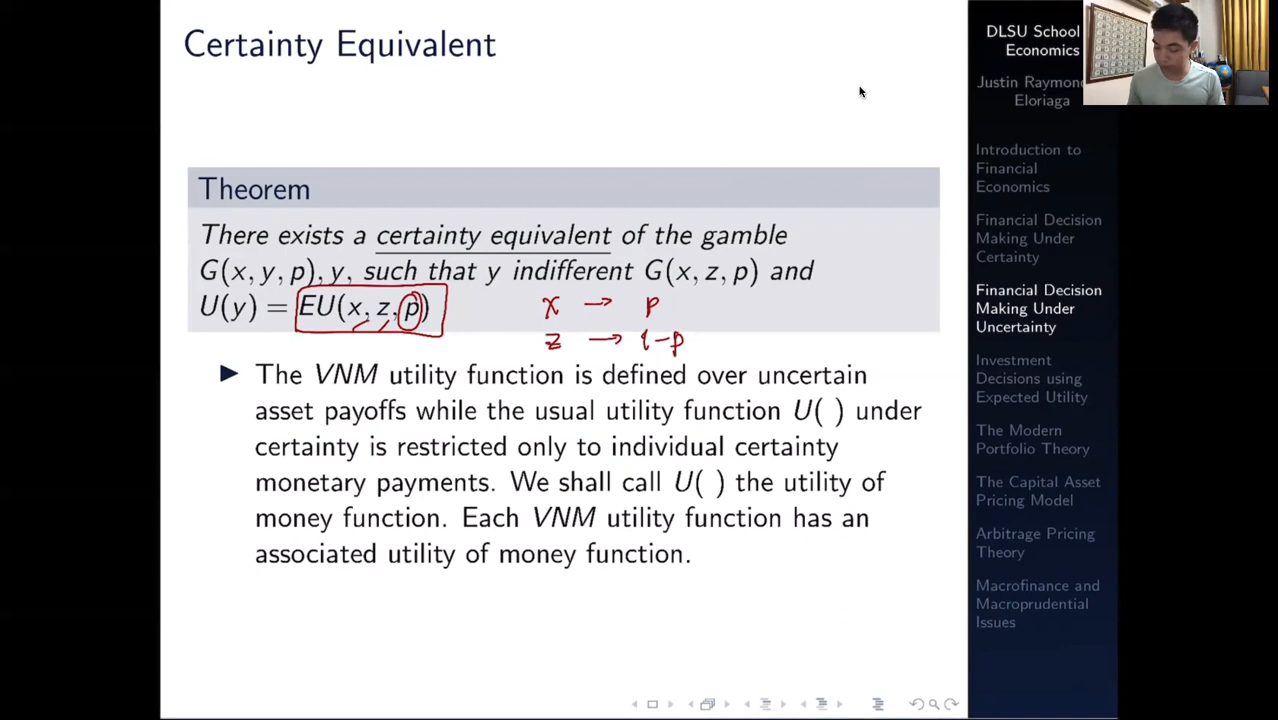 Certainty Equivalent
Theorem
There exists a certainty equivalent of the gamble
G(x, y, p), y, such that y indifferent G(x, z, p) and
U(y) = EU(x, z, p)
x → p
z → 1-p
The VNM utility function is defined over uncertain
asset payoffs while the usual utility function U( ) under
certainty is restricted only to individual certainty
monetary payments. We shall call U( ) the utility of
money function. Each VNM utility function has an
associated utility of money function.
DLSU School
Economics
Justin Raymond
Eloriaga
Introduction to
Financial
Economics
Financial Decision
Making Under
Certainty
Financial Decision
Making Under
Uncertainty
Investment
Decisions using
Expected Utility
The Modern
Portfolio Theory
The Capital Asset
Pricing Model
Arbitrage Pricing
Theory
Macrofinance and
Macroprudential
Issues